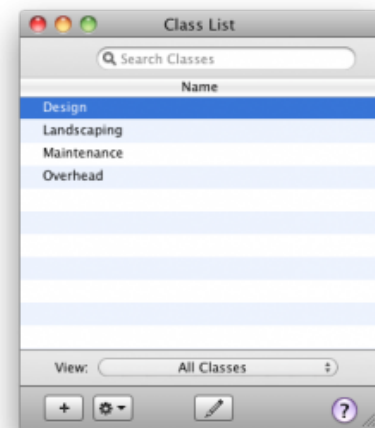 Class List
Search Classes
Name
Design
Landscaping
Maintenance
Overhead
View: All Classes
+
?